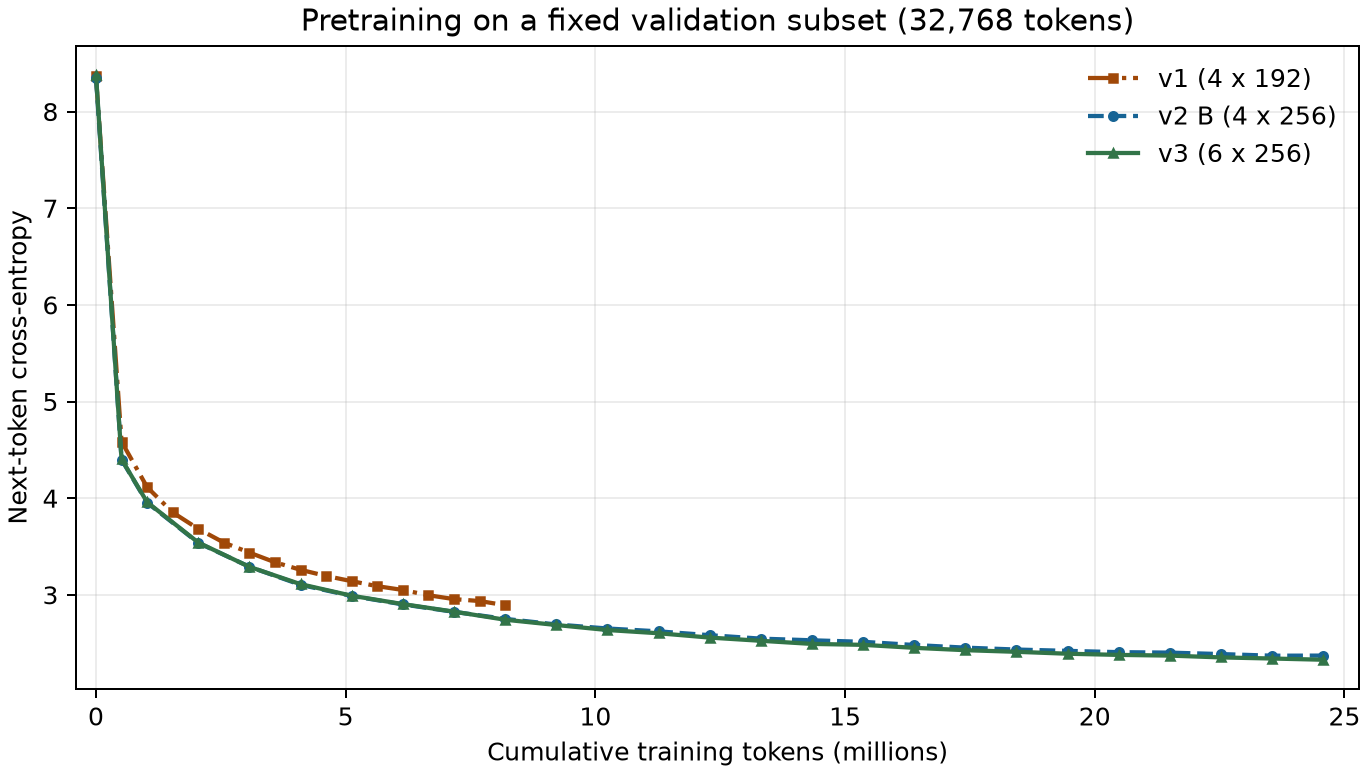 Pretraining on a fixed validation subset (32,768 tokens)
v1 (4 x 192)
v2 B (4 x 256)
v3 (6 x 256)
Next-token cross-entropy
8
7
6
5
4
3
0 5 10 15 20 25
Cumulative training tokens (millions)